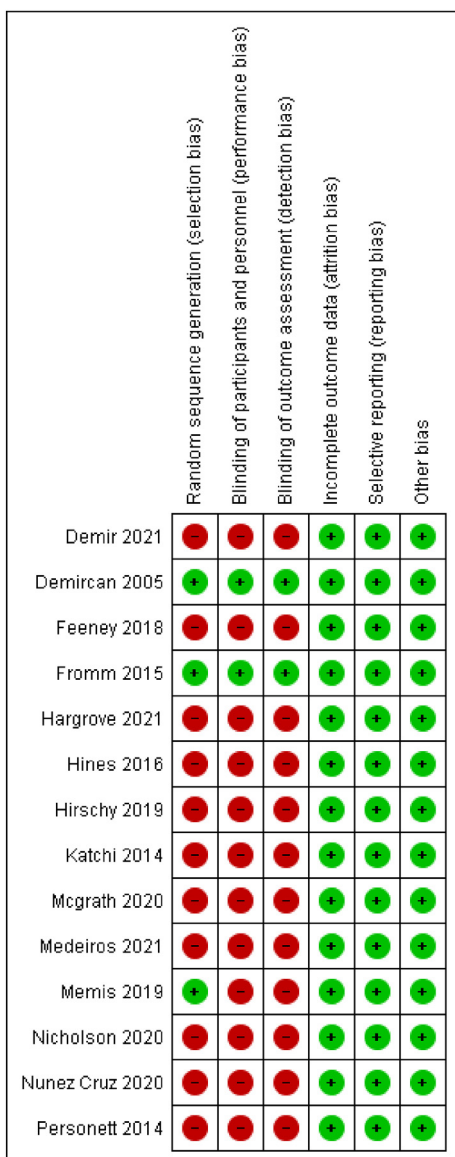 Random sequence generation (selection bias)
Blinding of participants and personnel (performance bias)
Blinding of outcome assessment (detection bias)
Incomplete outcome data (attrition bias)
Selective reporting (reporting bias)
Other bias
Demir 2021 - - - + + +
Demircan 2005 + + + + + +
Feeney 2018 - - - + + +
Fromm 2015 + + + + + +
Hargrove 2021 - - - + + +
Hines 2016 - - - + + +
Hirschy 2019 - - - + + +
Katchi 2014 - - - + + +
Mcgrath 2020 - - - + + +
Medeiros 2021 - - - + + +
Memis 2019 + - - + + +
Nicholson 2020 - - - + + +
Nunez Cruz 2020 - - - + + +
Personett 2014 - - - + + +